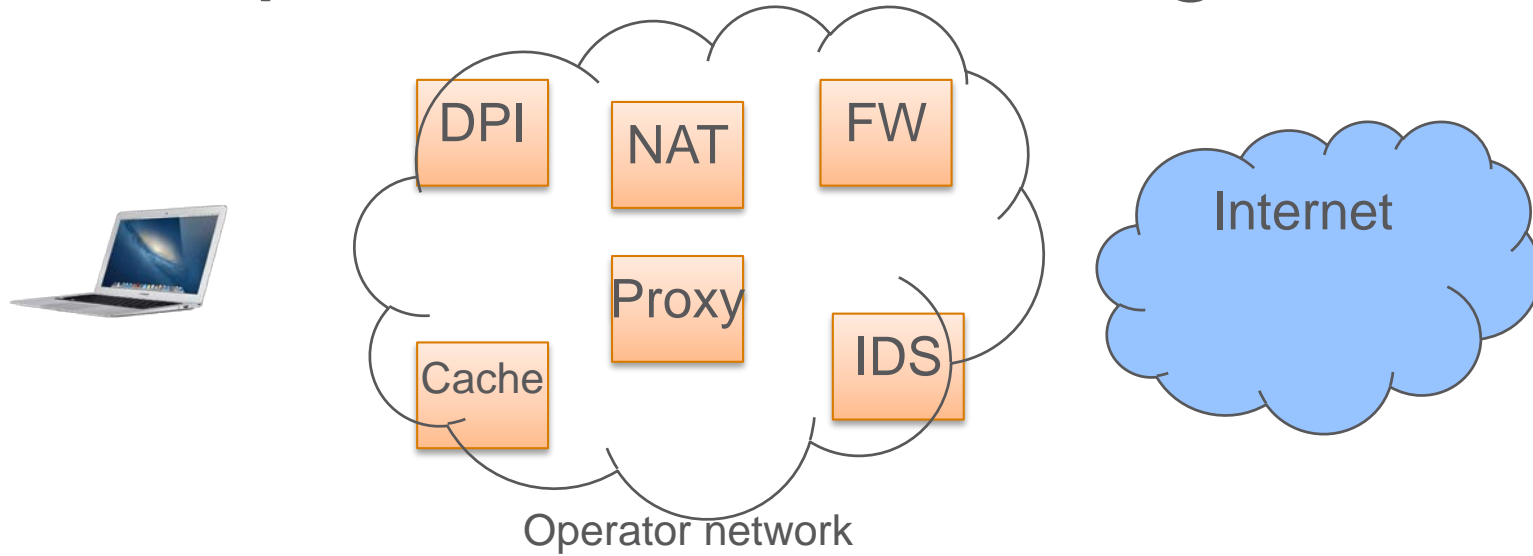 DPI
NAT
FW
Internet
Proxy
IDS
Cache
Operator network